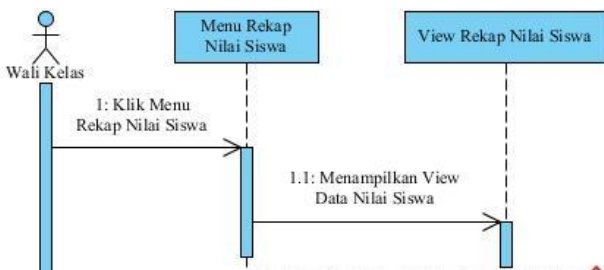 Menu Rekap
Nilai Siswa
View Rekap Nilai Siswa
Wali Kelas
1: Klik Menu
Rekap Nilai Siswa
1.1: Menampilkan View
Data Nilai Siswa